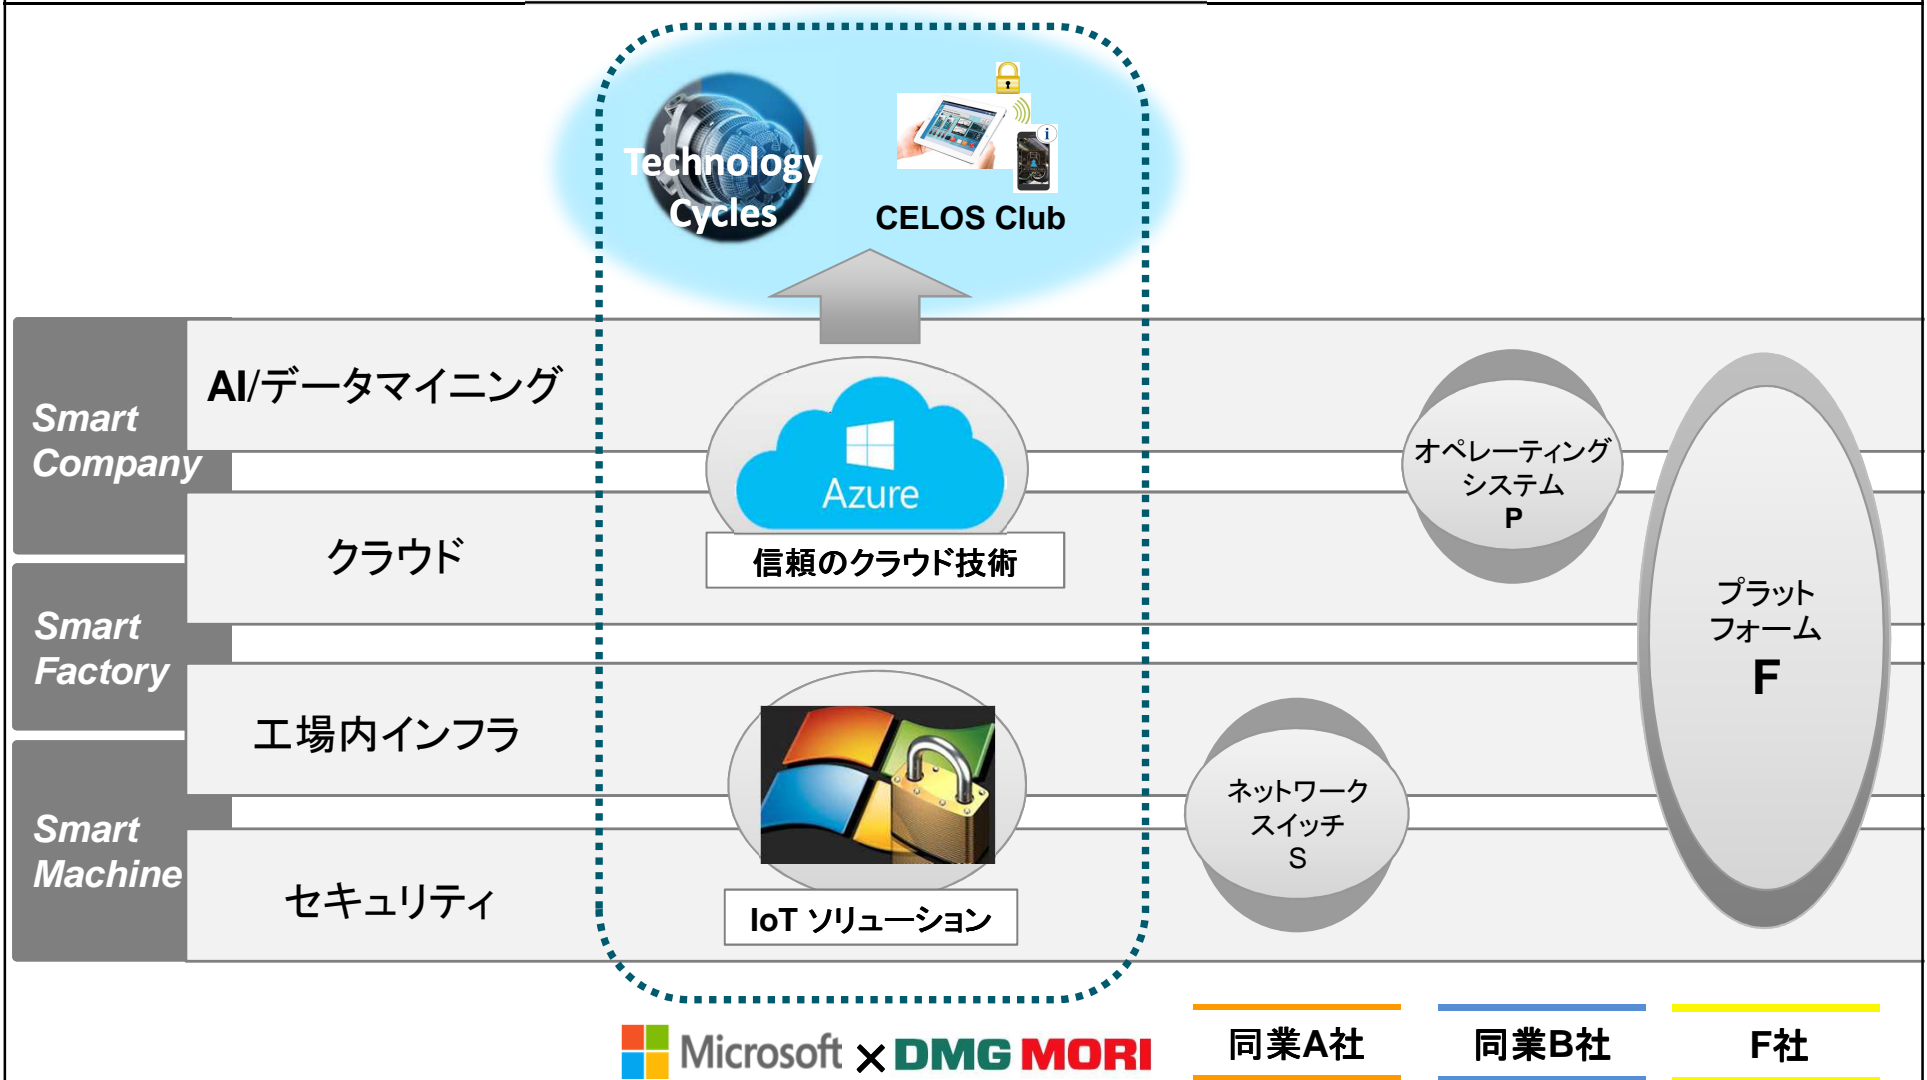 Technology
Cycles
CELOS Club
Smart
Company
AI/データマイニング
Azure
信頼のクラウド技術
クラウド
オペレーティング
システム
P
Smart
Factory
プラット
フォーム
F
工場内インフラ
ネットワーク
スイッチ
S
Smart
Machine
セキュリティ
IoT ソリューション
Microsoft × DMG MORI
同業A社
同業B社
F社